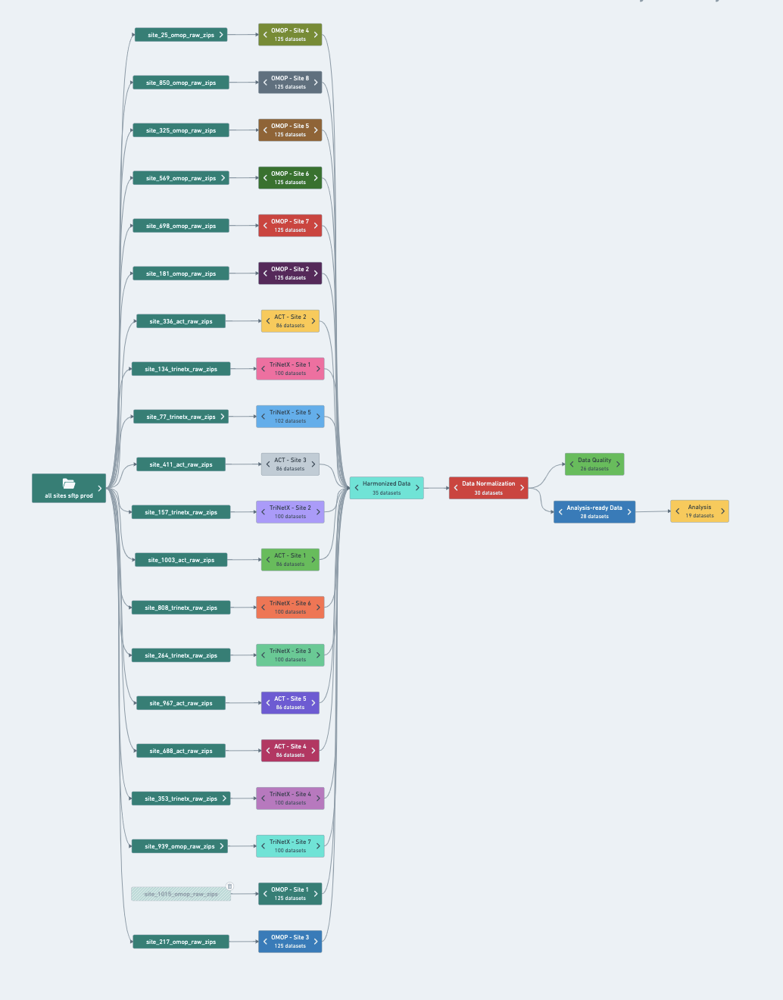 site_25_omop_raw_zips
OMOP - Site 4
125 datasets
site_850_omop_raw_zips
OMOP - Site 8
125 datasets
site_325_omop_raw_zips
OMOP - Site 5
125 datasets
site_569_omop_raw_zips
OMOP - Site 6
125 datasets
site_698_omop_raw_zips
OMOP - Site 7
125 datasets
site_181_omop_raw_zips
OMOP - Site 2
125 datasets
site_336_act_raw_zips
ACT - Site 2
86 datasets
site_134_trinetx_raw_zips
TriNetX - Site 1
100 datasets
site_77_trinetx_raw_zips
TriNetX - Site 5
102 datasets
site_411_act_raw_zips
ACT - Site 3
86 datasets
all sites sftp prod
Harmonized Data
35 datasets
Data Normalization
30 datasets
Data Quality
26 datasets
Analysis-ready Data
28 datasets
Analysis
19 datasets
site_157_trinetx_raw_zips
TriNetX - Site 2
100 datasets
site_1003_act_raw_zips
ACT - Site 1
86 datasets
site_808_trinetx_raw_zips
TriNetX - Site 6
100 datasets
site_264_trinetx_raw_zips
TriNetX - Site 3
100 datasets
site_967_act_raw_zips
ACT - Site 5
86 datasets
site_688_act_raw_zips
ACT - Site 4
86 datasets
site_353_trinetx_raw_zips
TriNetX - Site 4
100 datasets
site_939_omop_raw_zips
TriNetX - Site 7
100 datasets
site_1015_omop_raw_zips
OMOP - Site 1
125 datasets
site_217_omop_raw_zips
OMOP - Site 3
125 datasets